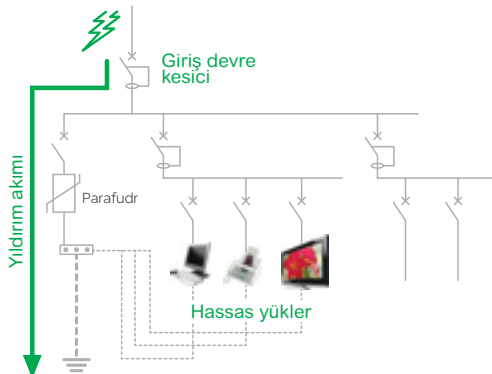 Giriş devre
kesici
Yıldırım akımı
Parafudr
Hassas yükler